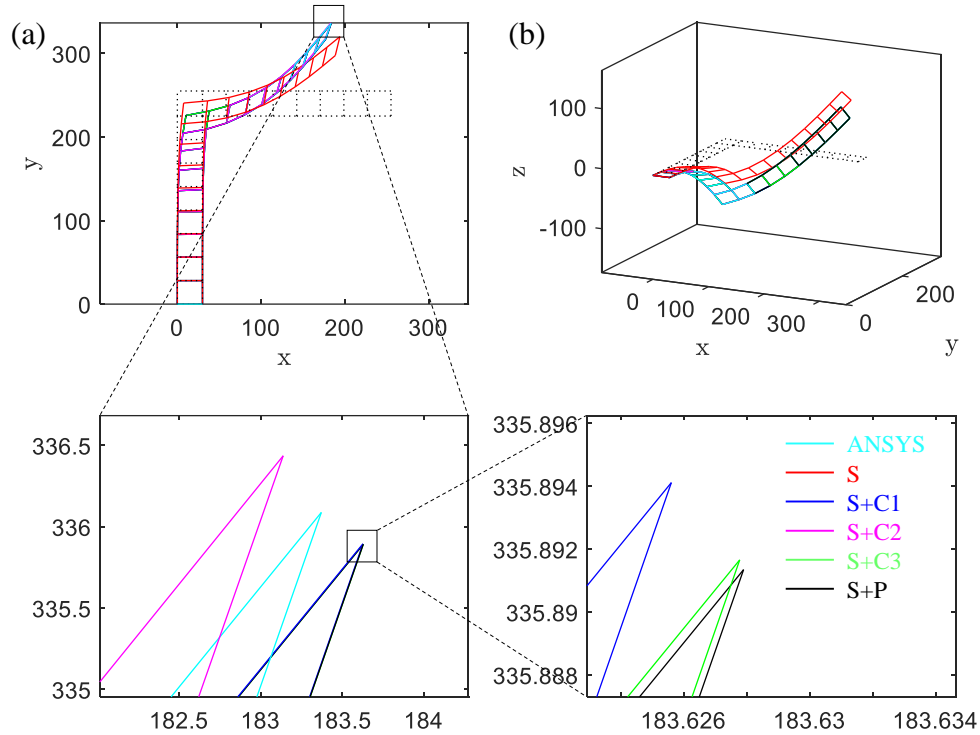 (a)
300
200
100
0
y
0
100
200
300
x
(b)
100
0
-100
z
0
100
200
300
x
0
200
y
336.5
336
335.5
335
182.5
183
183.5
184
335.896
335.894
335.892
335.89
335.888
183.626
183.63
183.634
ANSYS
S
S+C1
S+C2
S+C3
S+P